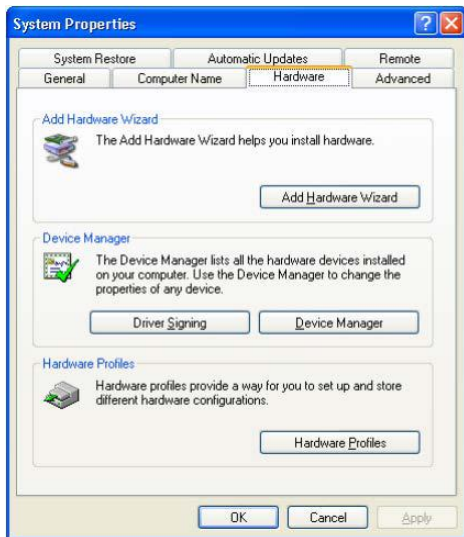 System Properties
System Restore Automatic Updates Remote
General Computer Name Hardware Advanced
Add Hardware Wizard
The Add Hardware Wizard helps you install hardware.
Add Hardware Wizard
Device Manager
The Device Manager lists all the hardware devices installed
on your computer. Use the Device Manager to change the
properties of any device.
Driver Signing Device Manager
Hardware Profiles
Hardware profiles provide a way for you to set up and store
different hardware configurations.
Hardware Profiles
OK Cancel Apply